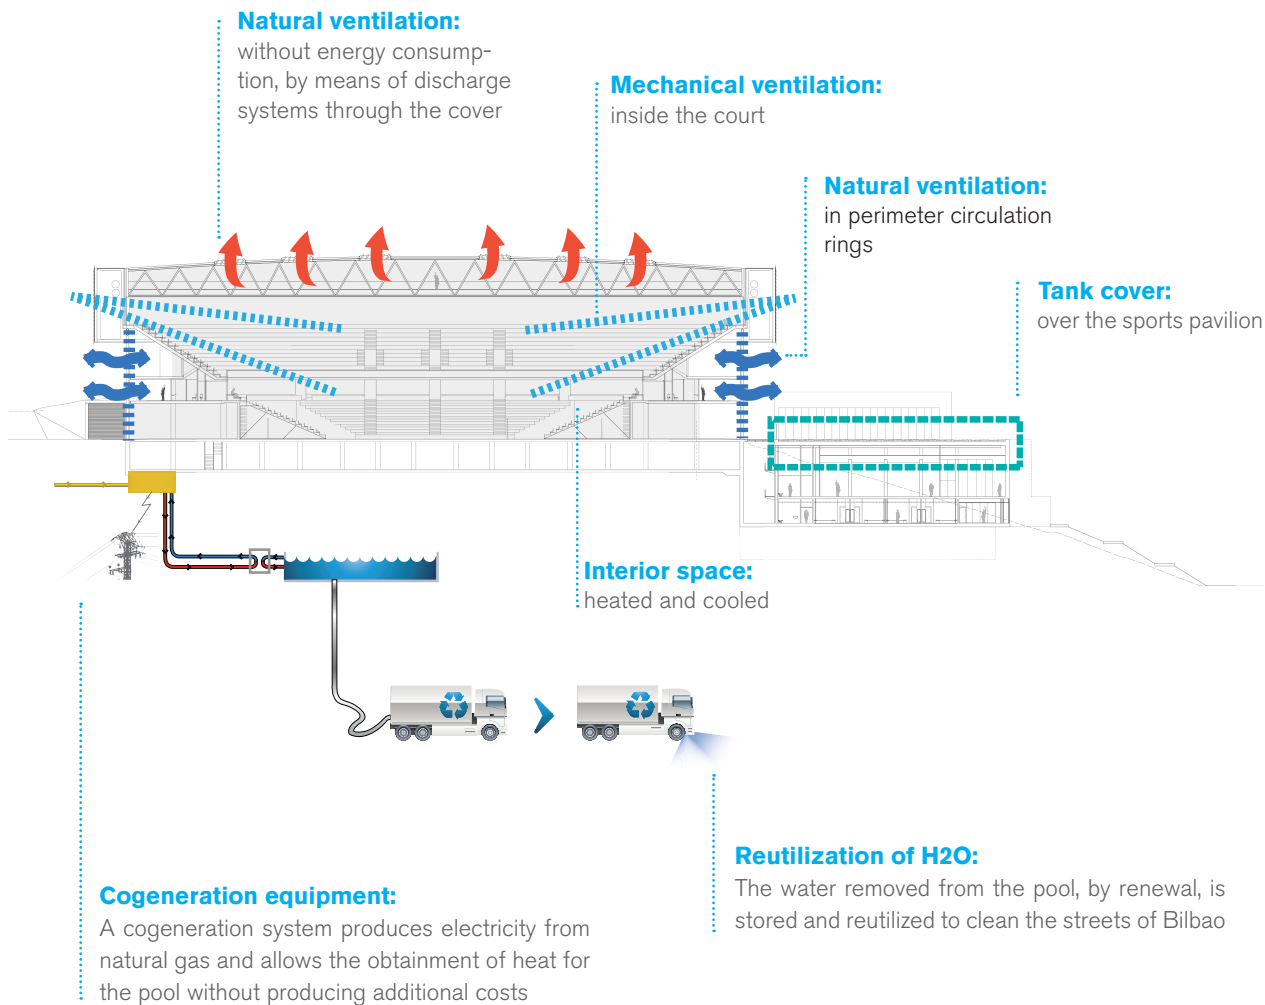 Natural ventilation:
without energy consump-
tion, by means of discharge
systems through the cover
Mechanical ventilation:
inside the court
Natural ventilation:
in perimeter circulation
rings
Tank cover:
over the sports pavilion
Interior space:
heated and cooled
Reutilization of H2O:
The water removed from the pool, by renewal, is
stored and reutilized to clean the streets of Bilbao
Cogeneration equipment:
A cogeneration system produces electricity from
natural gas and allows the obtainment of heat for
the pool without producing additional costs